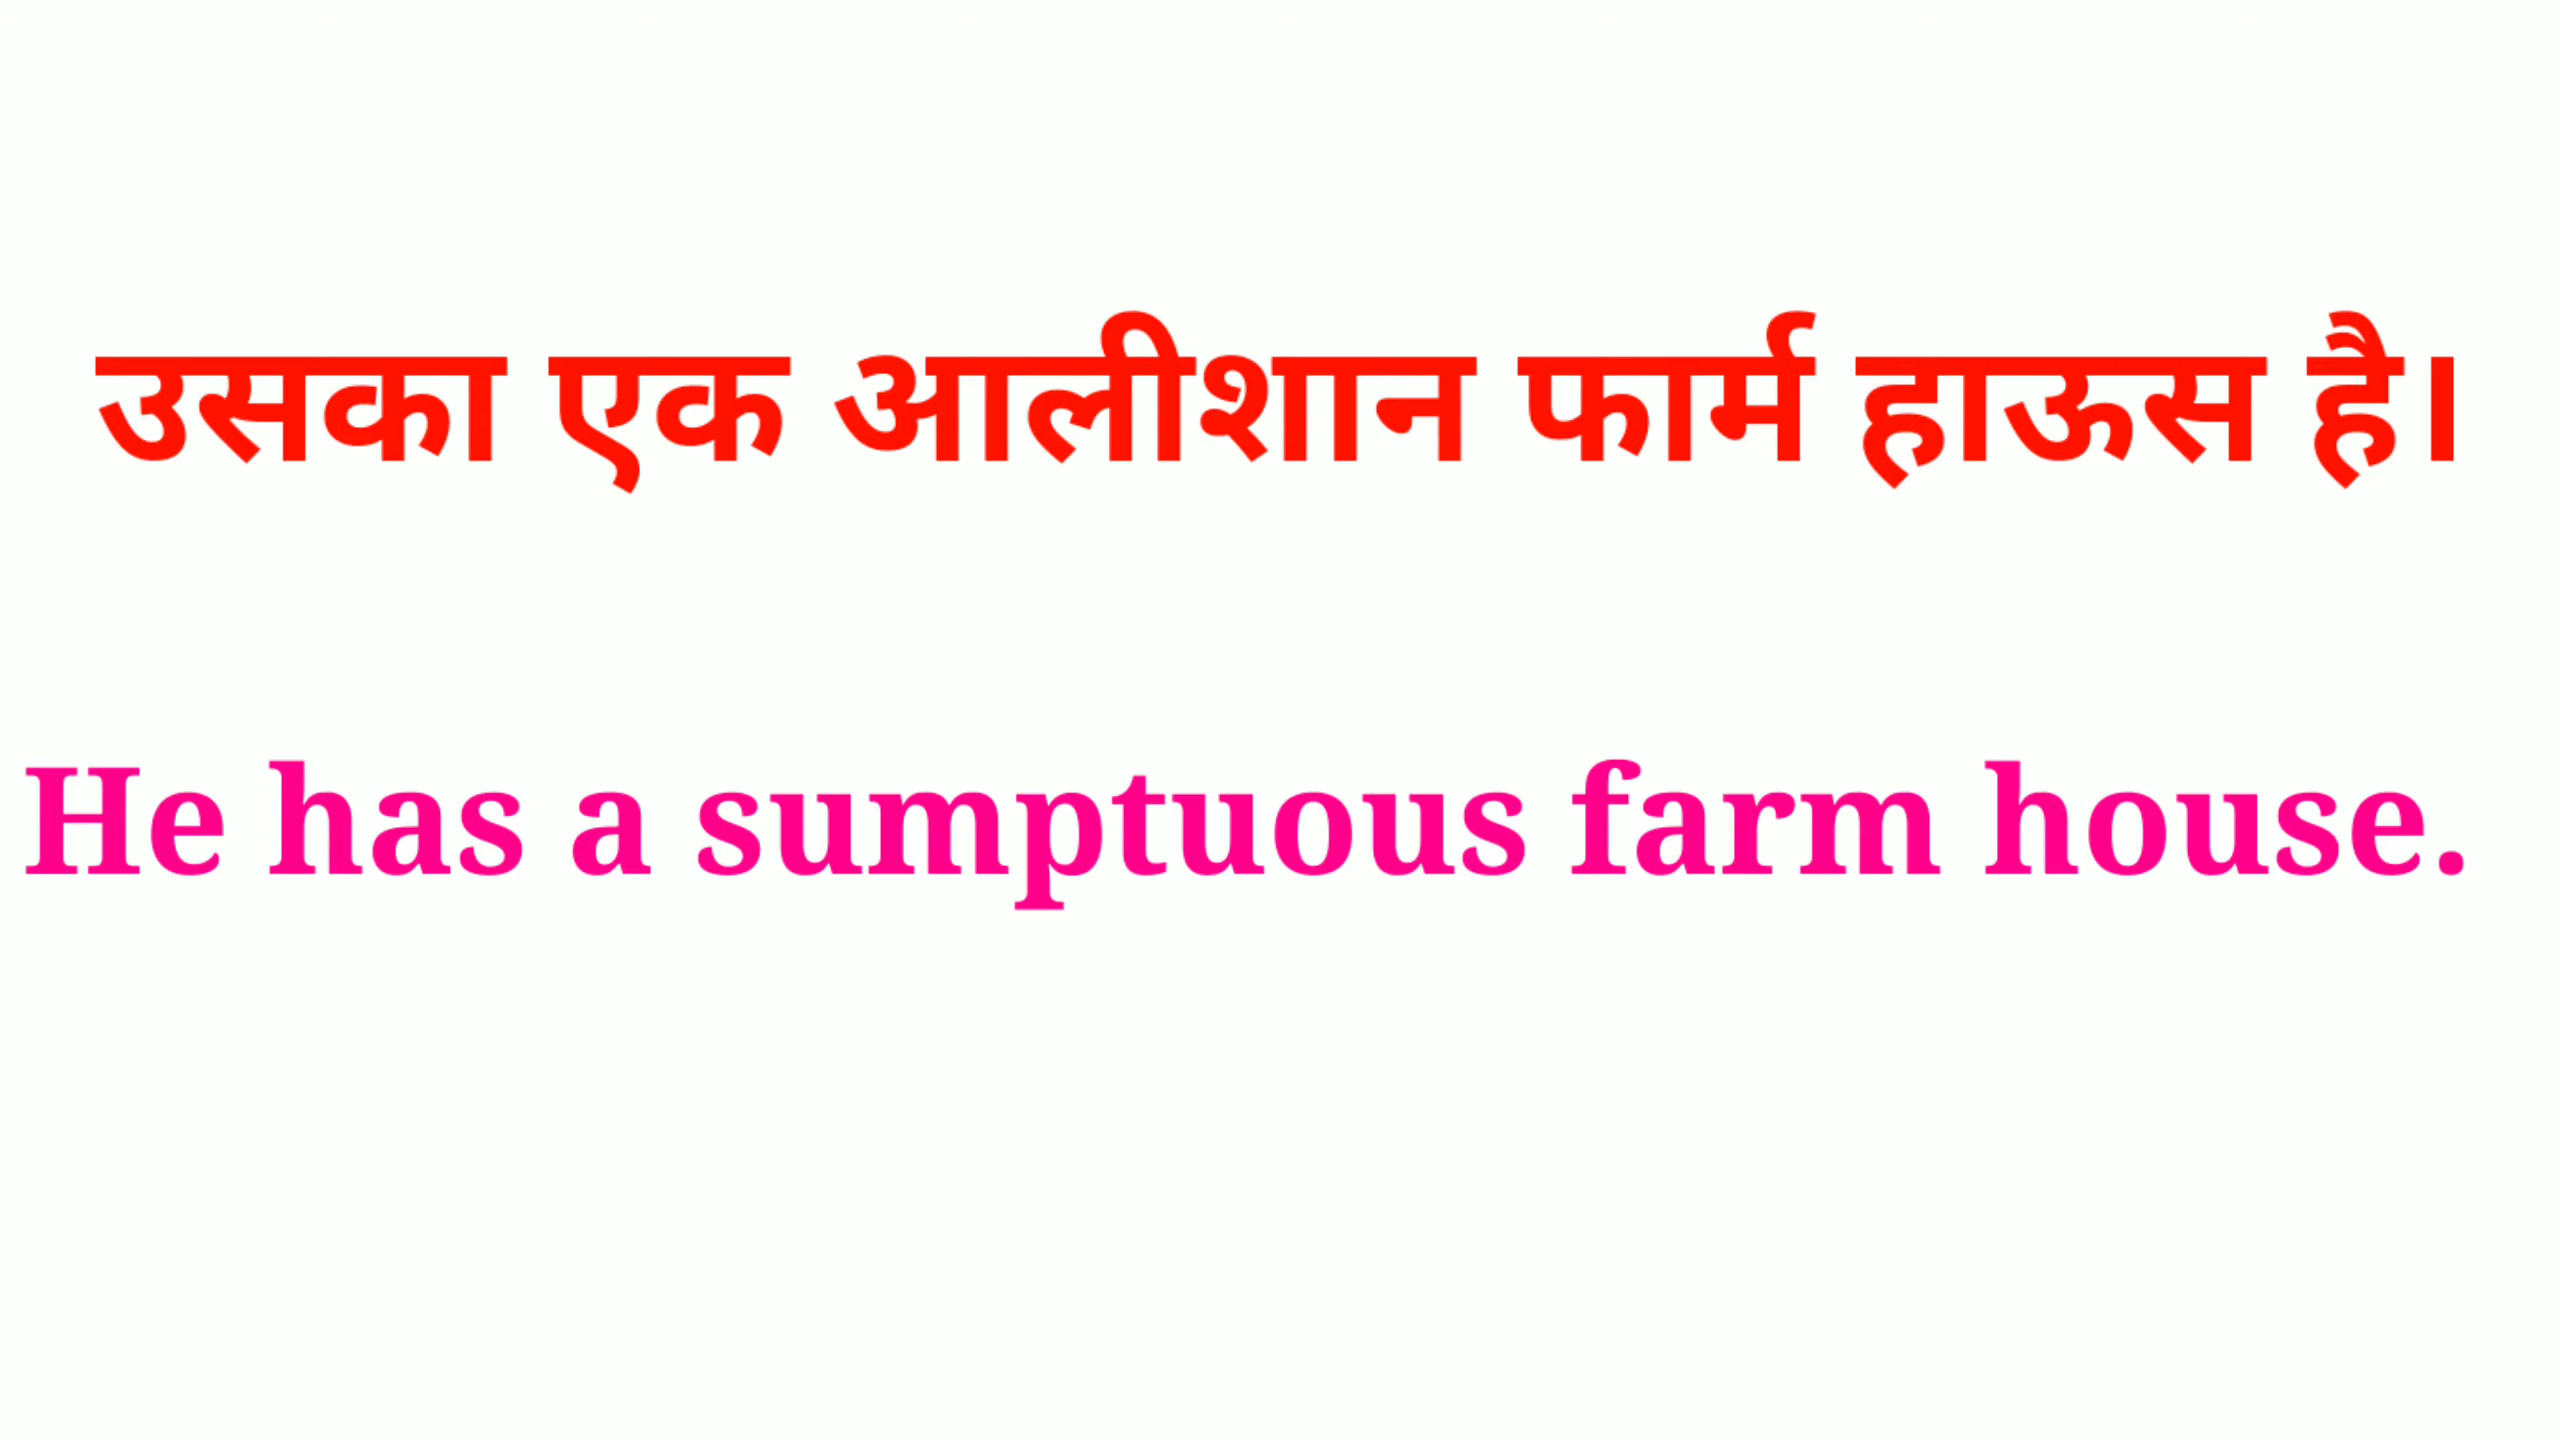 उसका एक आलीशान फार्म हाऊस है।
He has a sumptuous farm house.